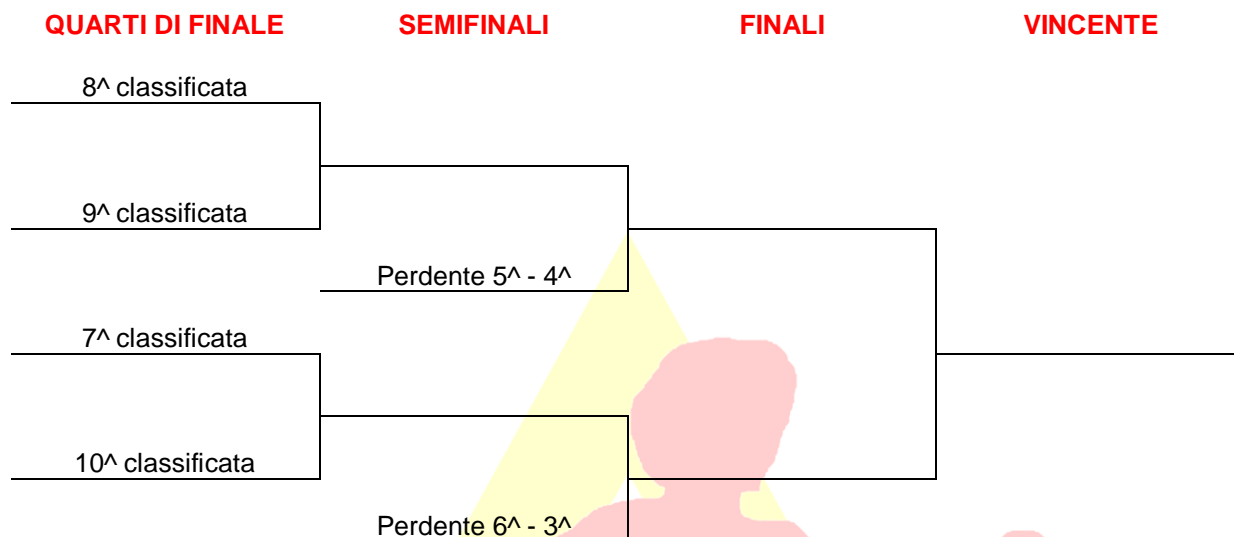 QUARTI DI FINALE SEMIFINALI FINALI VINCENTE
8^ classificata
9^ classificata
Perdente 5^ - 4^
7^ classificata
10^ classificata
Perdente 6^ - 3^